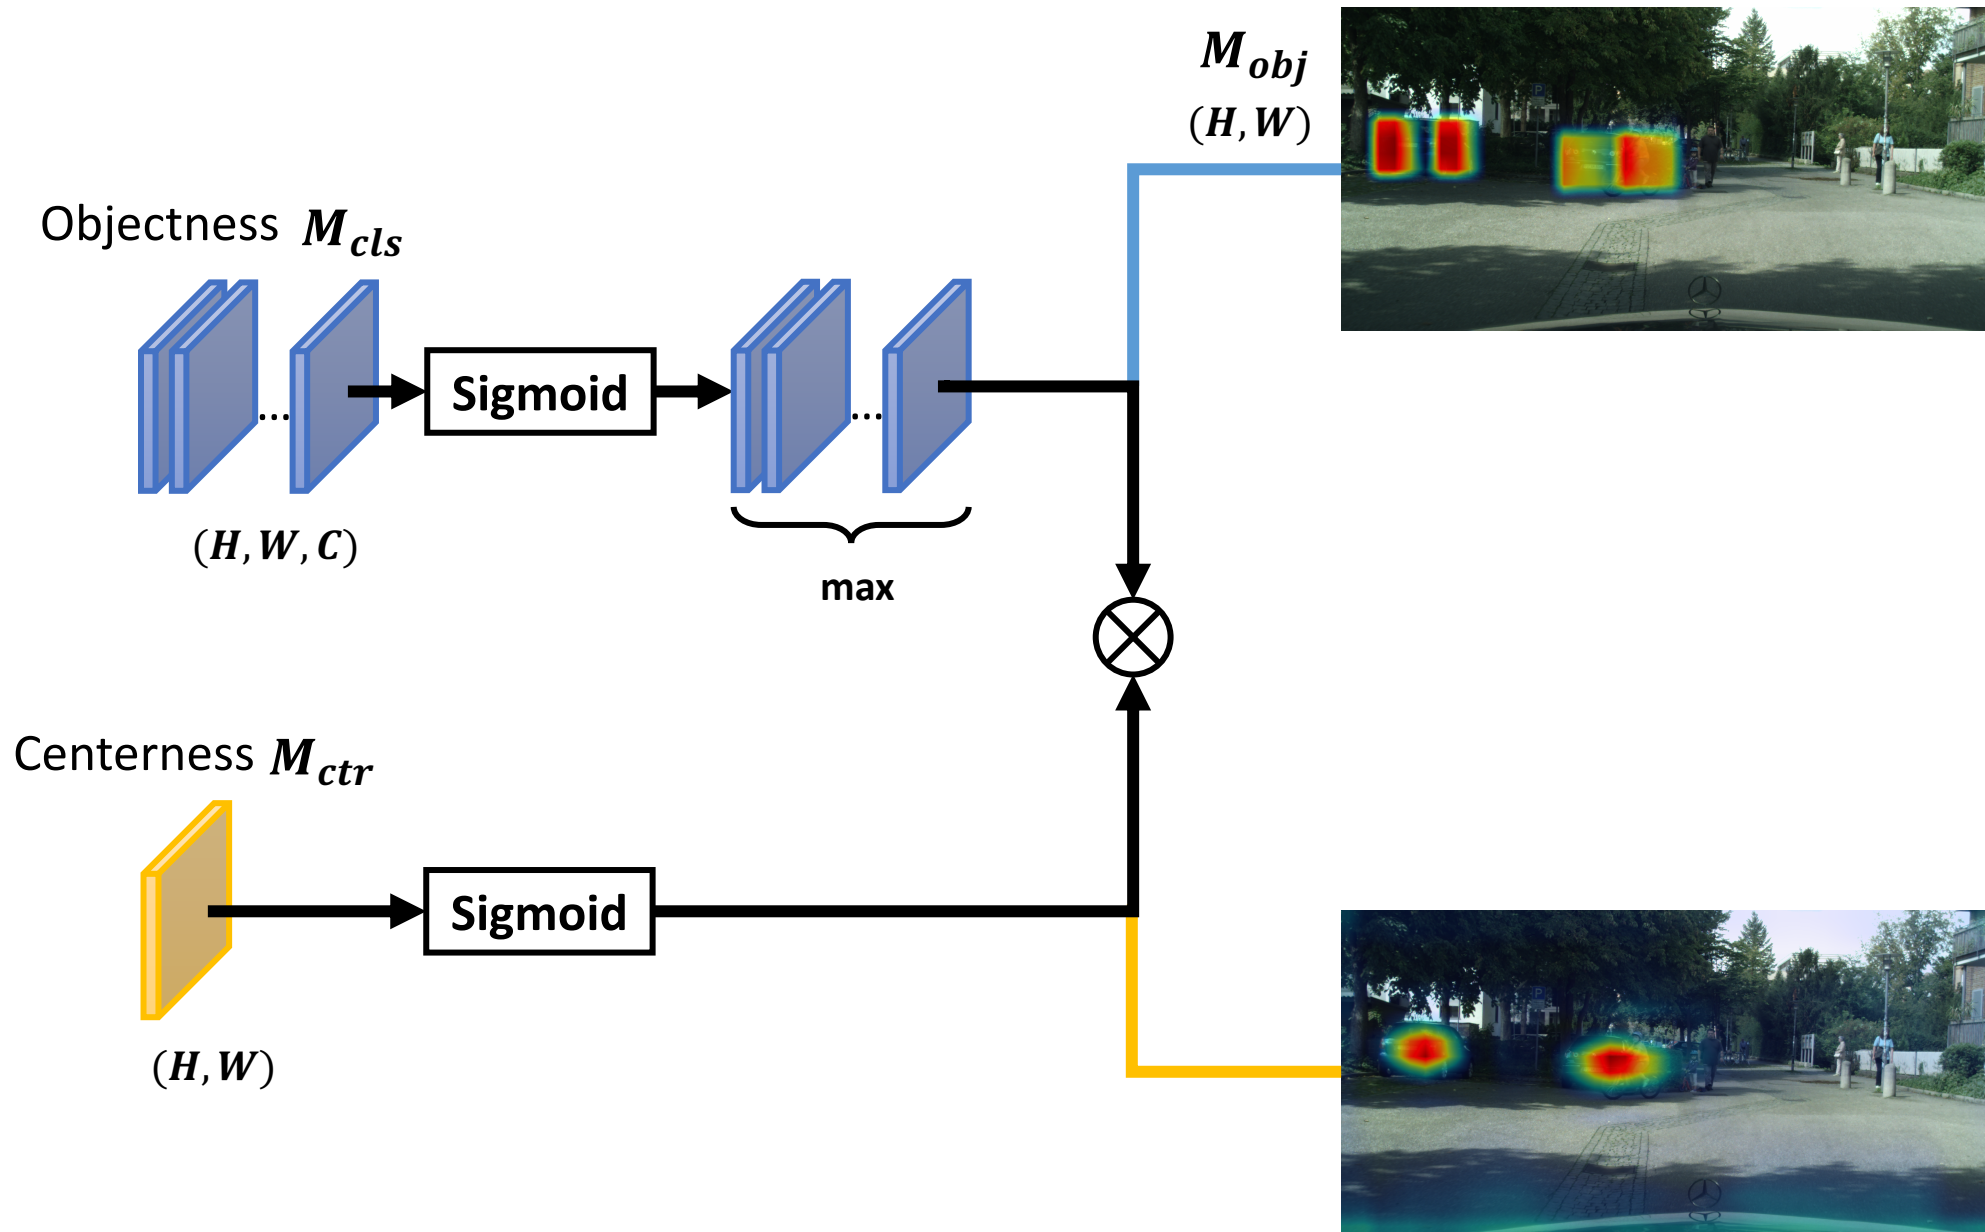 M_obj
(H, W)
Objectness M_cls
... Sigmoid ...
(H, W, C)
max
Centerness M_ctr
Sigmoid
(H, W)